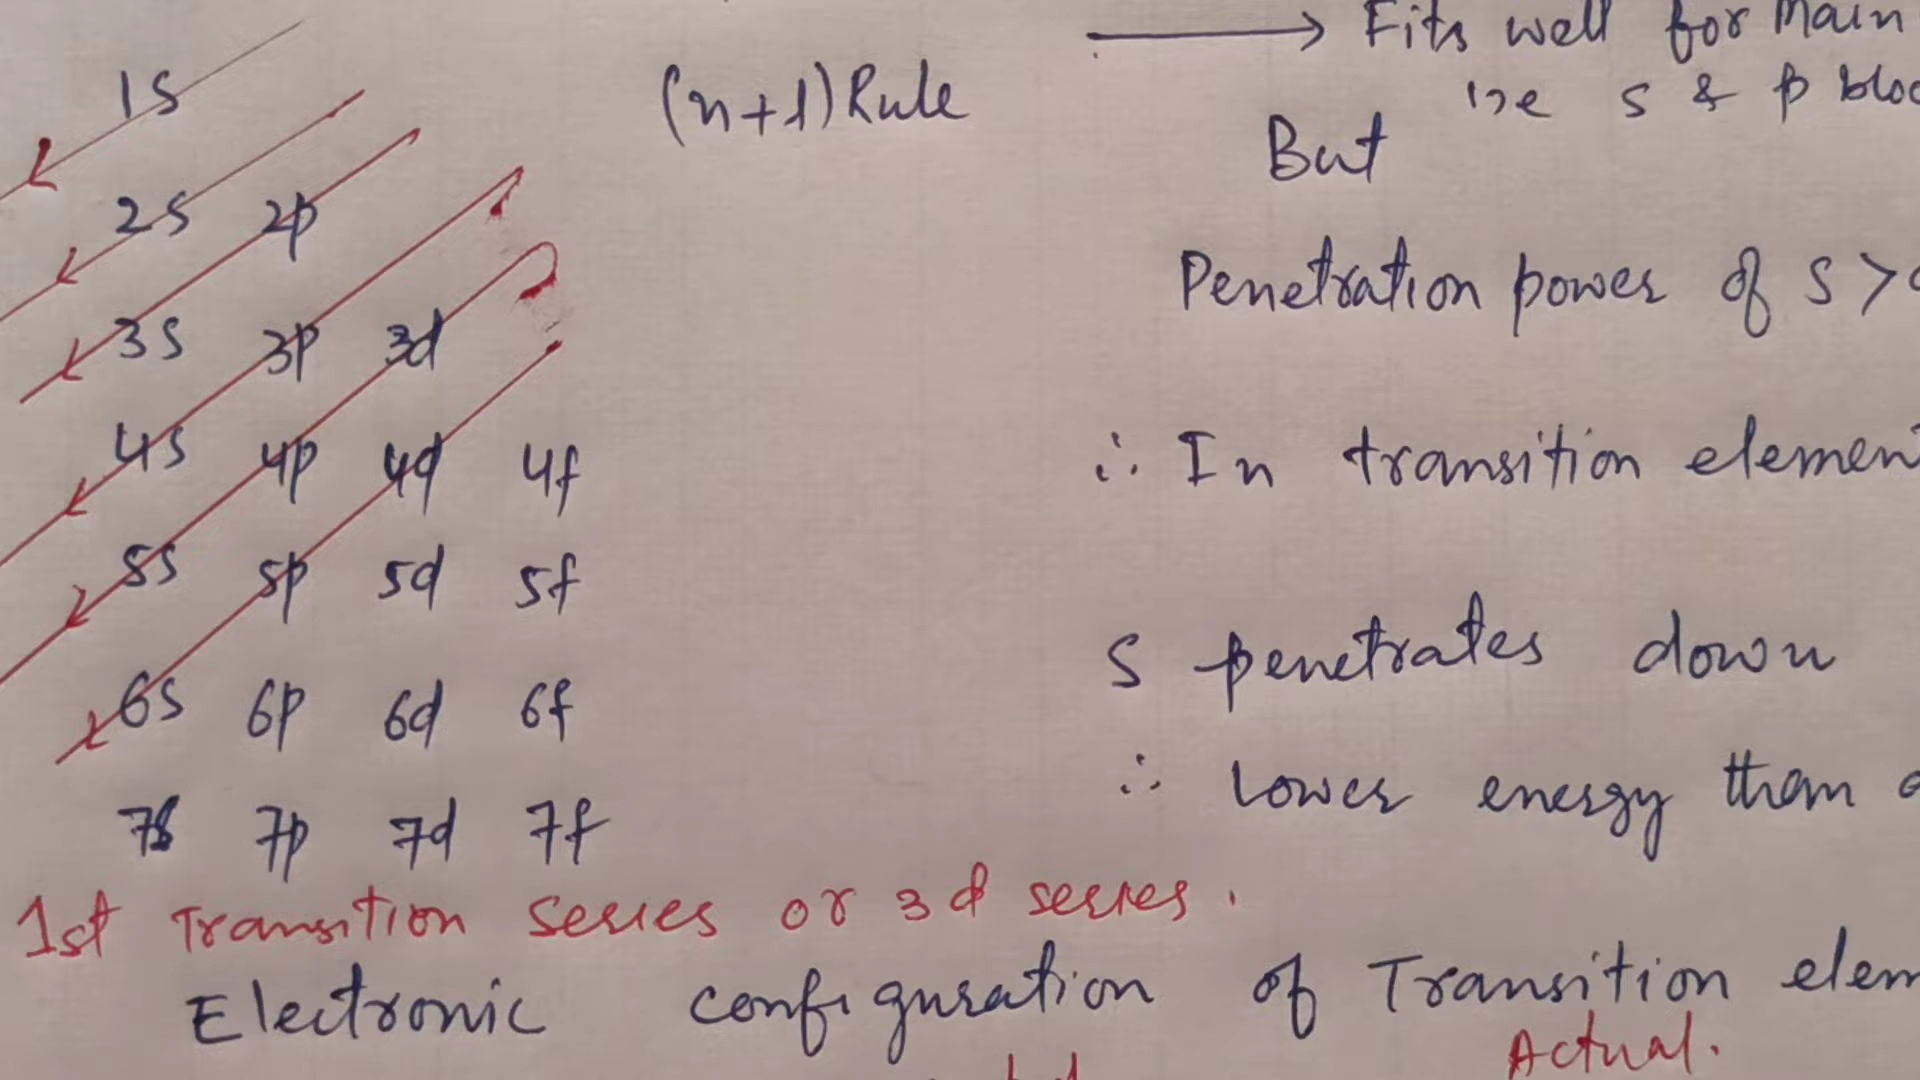 1s
2s 2p
3s 3p 3d
4s 4p 4d 4f
5s 5p 5d 5f
6s 6p 6d 6f
7s 7p 7d 7f
(n+l) Rule
→ Fits well for Main
i.e s & p bloc
But
Penetration power of S >
∴ In transition element
S penetrates down
∴ Lower energy than
1st Transition series or 3d series.
Electronic configuration of Transition elem
Actual.